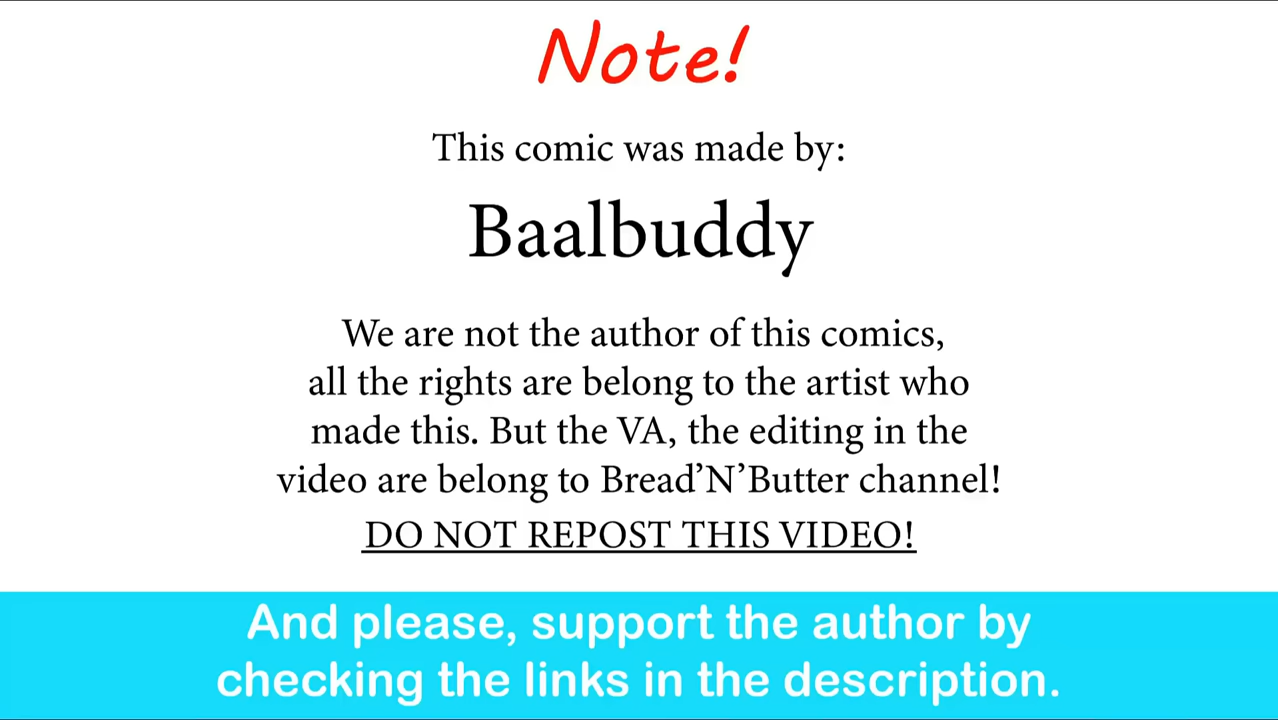 Note!
This comic was made by:
Baalbuddy
We are not the author of this comics,
all the rights are belong to the artist who
made this. But the VA, the editing in the
video are belong to Bread’N’Butter channel!
DO NOT REPOST THIS VIDEO!
And please, support the author by
checking the links in the description.